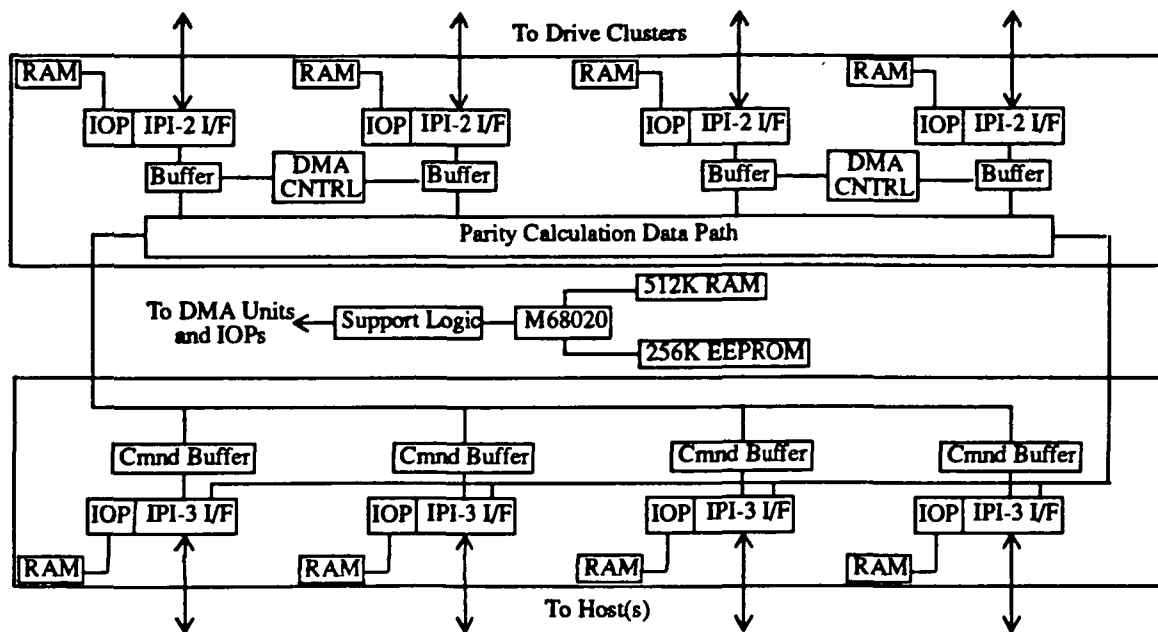 To Drive Clusters
RAM RAM RAM RAM
IOP IPI-2 I/F IOP IPI-2 I/F IOP IPI-2 I/F IOP IPI-2 I/F
Buffer DMA CNTRL Buffer Buffer DMA CNTRL Buffer
Parity Calculation Data Path
512K RAM
To DMA Units
and IOPs
Support Logic M68020
256K EEPROM
Cmnd Buffer Cmnd Buffer Cmnd Buffer Cmnd Buffer
IOP IPI-3 I/F IOP IPI-3 I/F IOP IPI-3 I/F IOP IPI-3 I/F
RAM RAM RAM RAM
To Host(s)